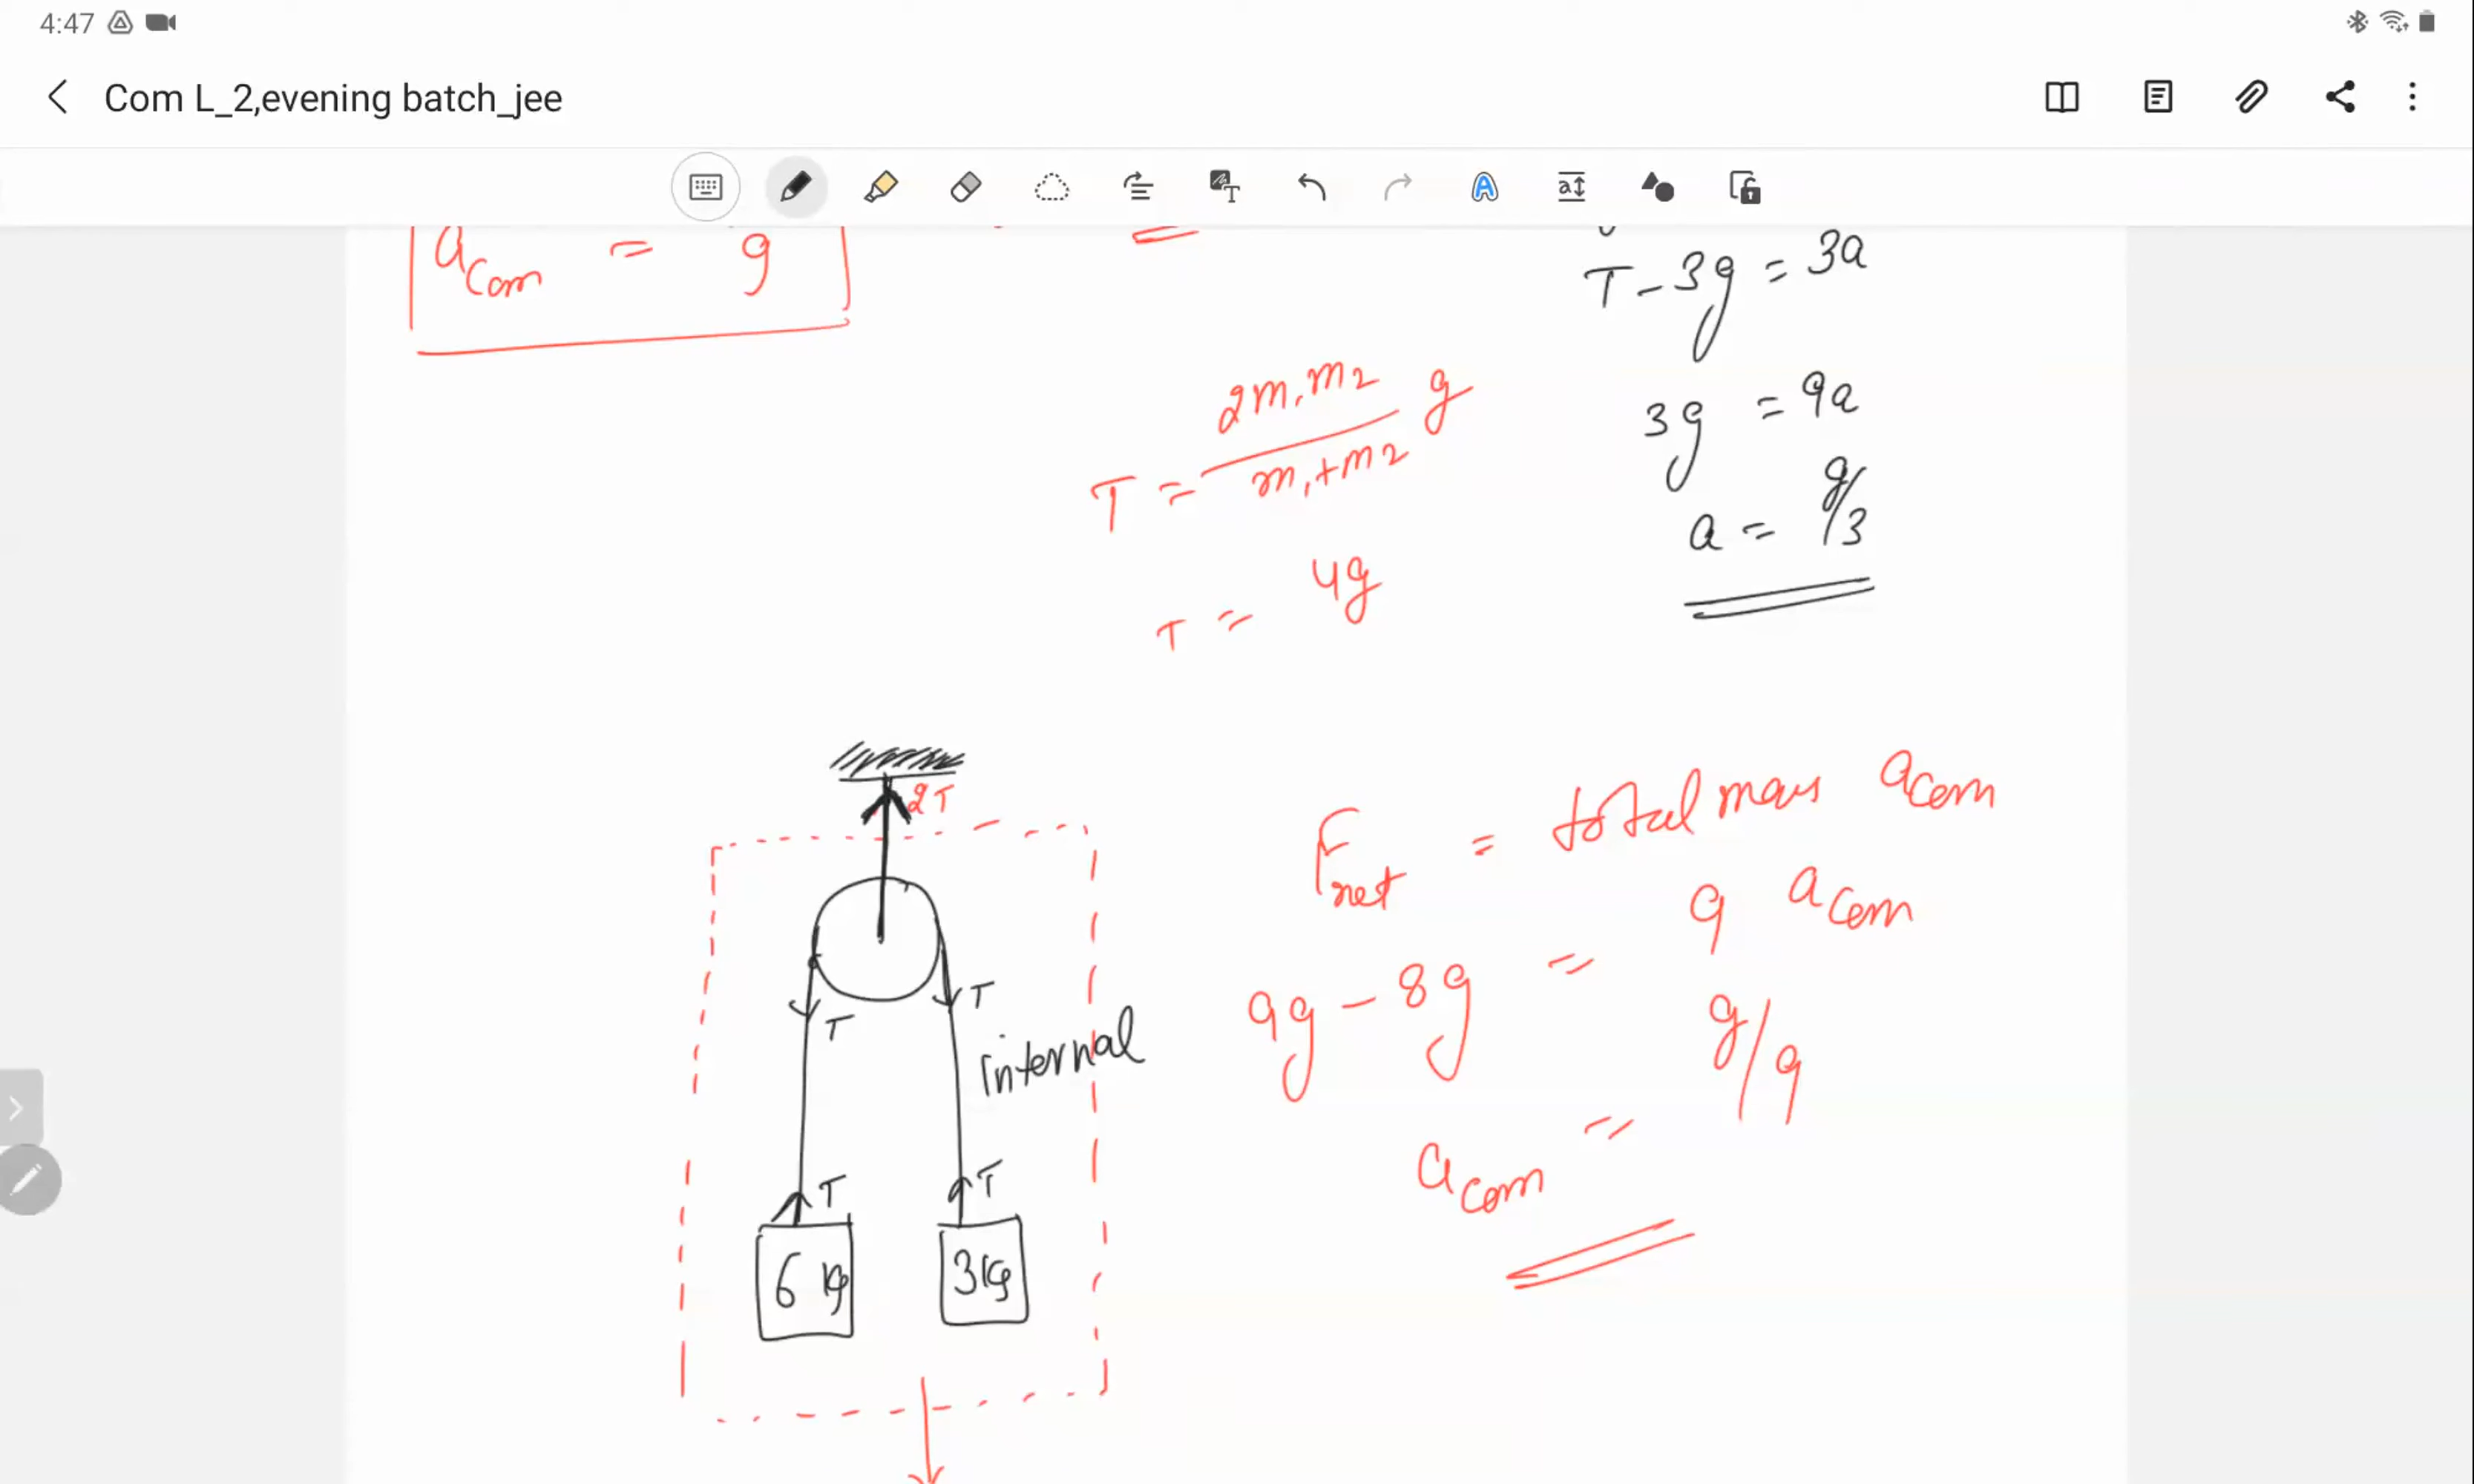 4:47
Com L_2,evening batch_jee
a_com = g
T - 3g = 3a
T = 2m₁m₂/m₁+m₂ g
3g = 9a
a = g/3
T = 4g
2T
F_net = total mass a_com
9g - 8g = 9 a_com
T
T
internal
a_com = g/9
T
T
6 kg
3kg